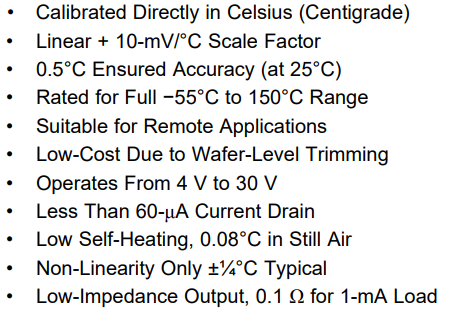 • Calibrated Directly in Celsius (Centigrade)
• Linear + 10-mV/°C Scale Factor
• 0.5°C Ensured Accuracy (at 25°C)
• Rated for Full −55°C to 150°C Range
• Suitable for Remote Applications
• Low-Cost Due to Wafer-Level Trimming
• Operates From 4 V to 30 V
• Less Than 60-μA Current Drain
• Low Self-Heating, 0.08°C in Still Air
• Non-Linearity Only ±¼°C Typical
• Low-Impedance Output, 0.1 Ω for 1-mA Load